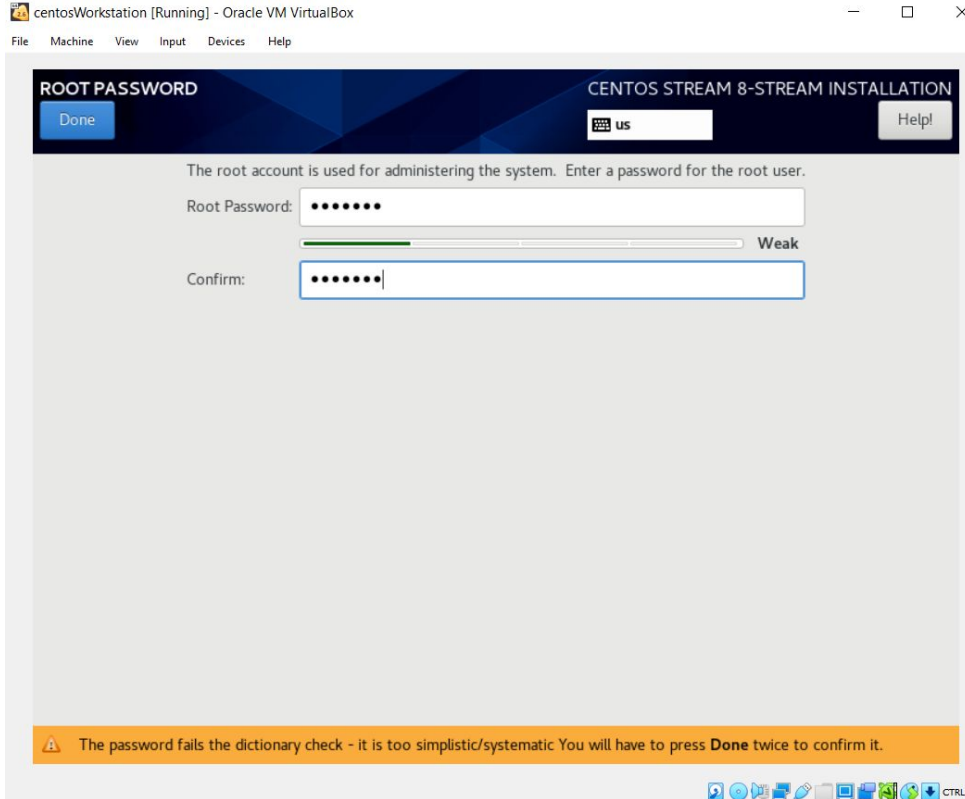 centosWorkstation [Running] - Oracle VM VirtualBox
File Machine View Input Devices Help
ROOT PASSWORD CENTOS STREAM 8-STREAM INSTALLATION
Done us Help!
The root account is used for administering the system. Enter a password for the root user.
Root Password: •••••••
Weak
Confirm: •••••••
The password fails the dictionary check - it is too simplistic/systematic You will have to press Done twice to confirm it.
CTRL